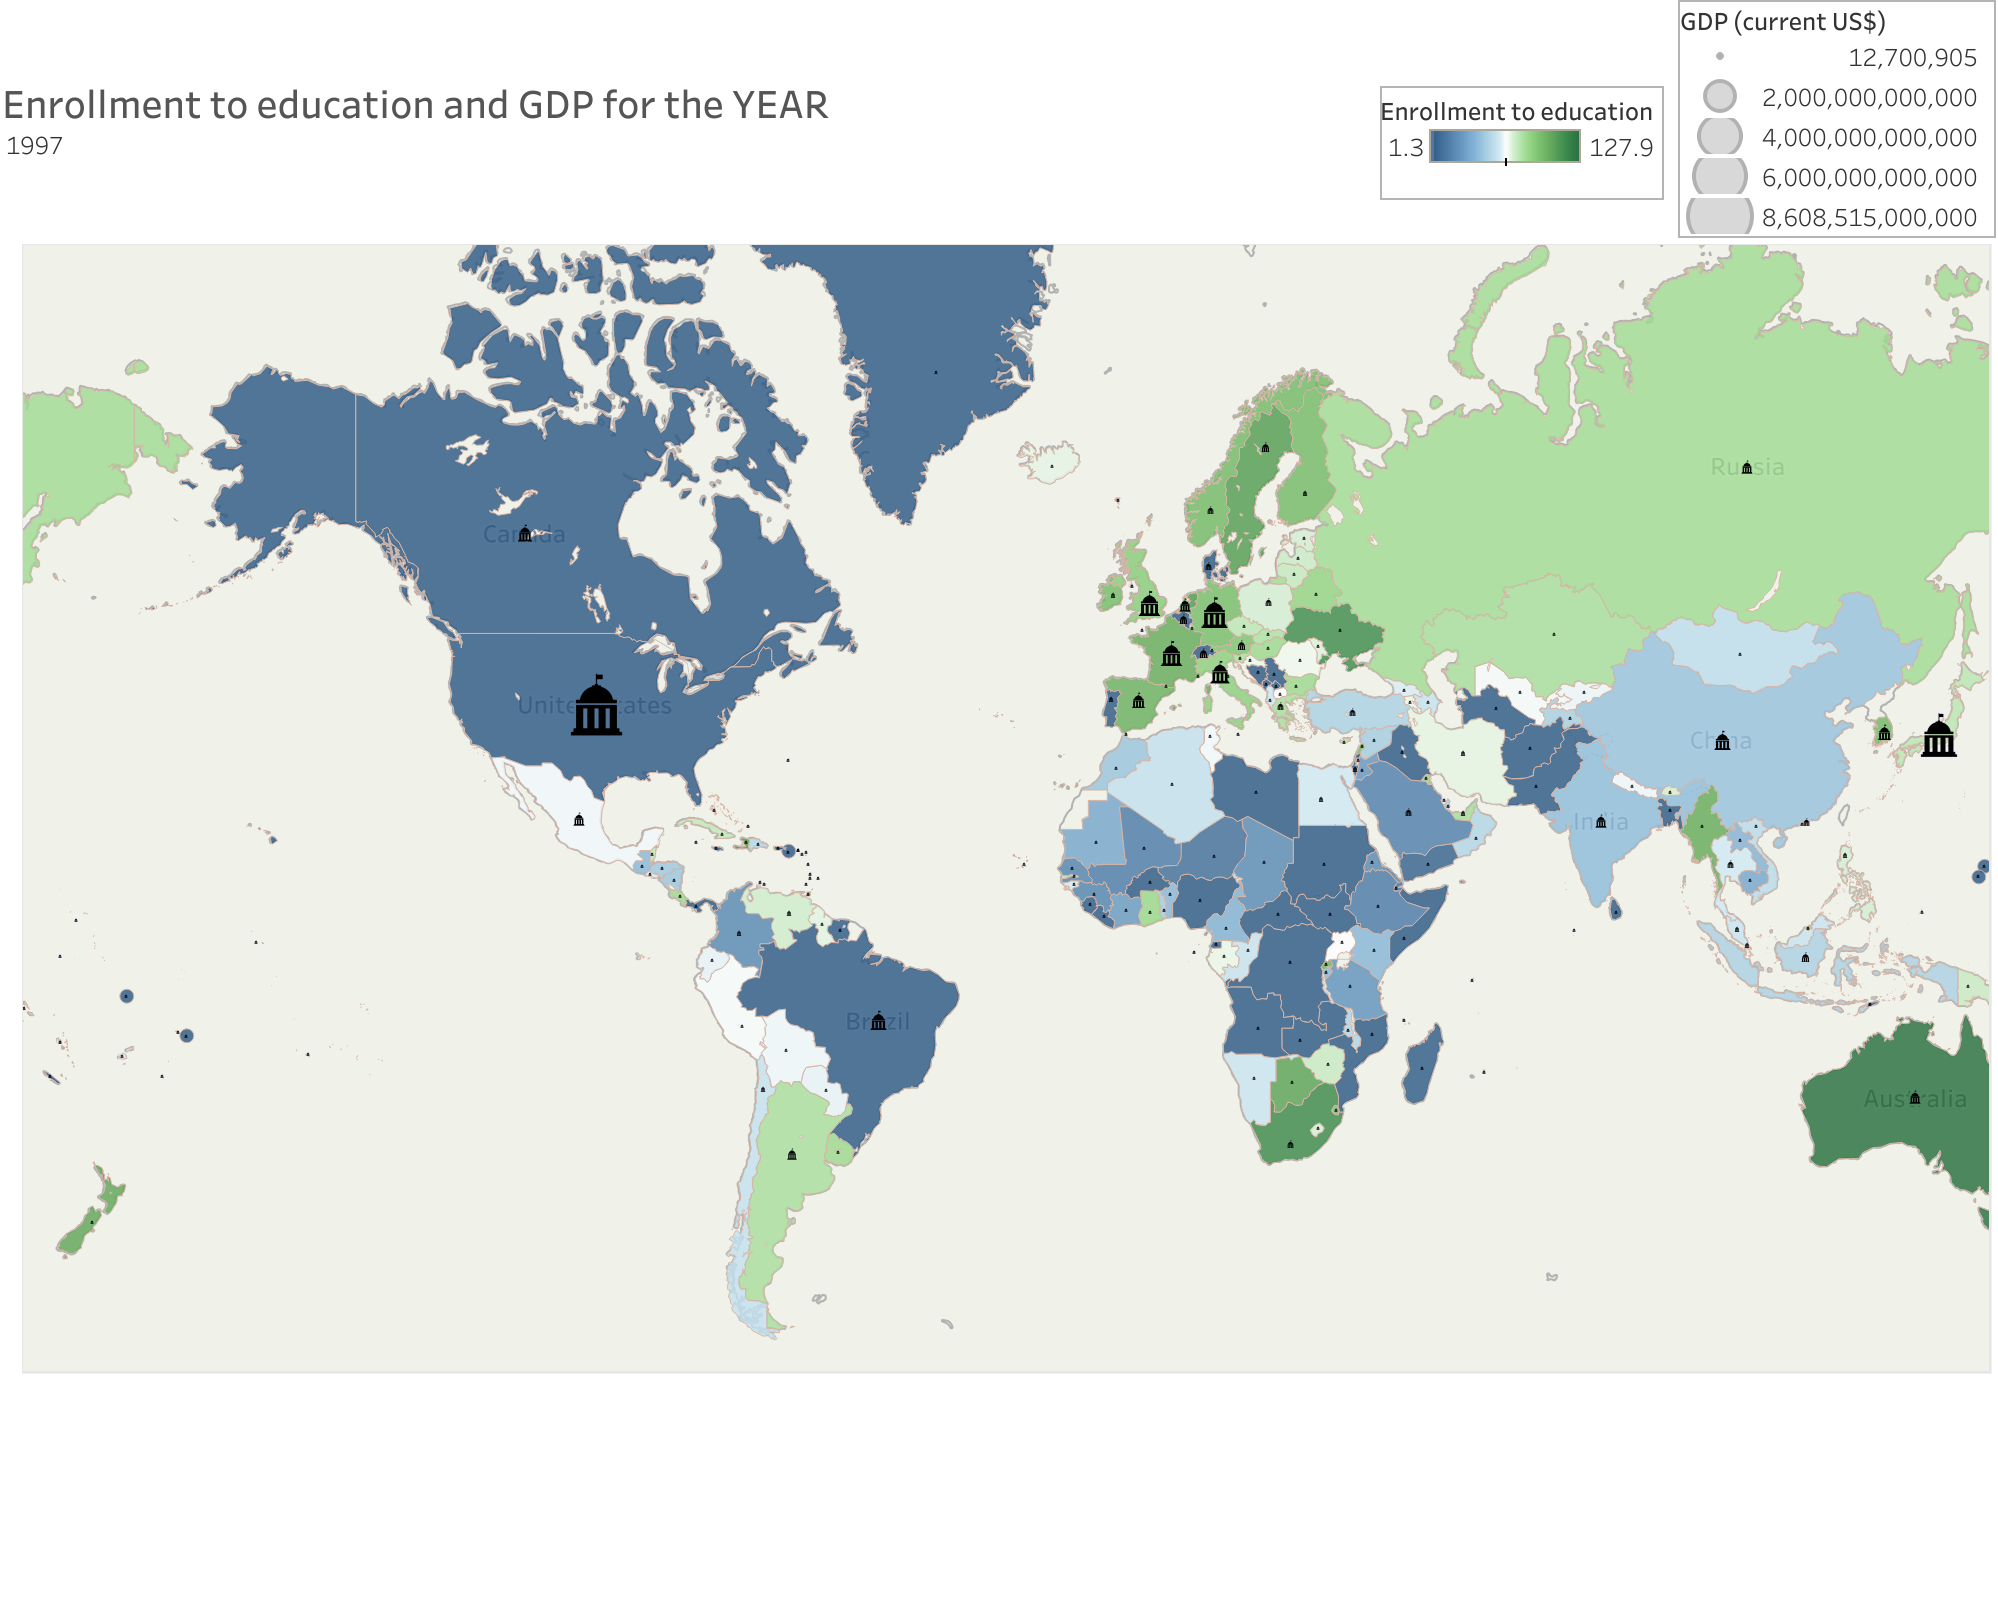 GDP (current US$)
12,700,905
2,000,000,000,000
4,000,000,000,000
6,000,000,000,000
8,608,515,000,000
Enrollment to education and GDP for the YEAR
1997
Enrollment to education
1.3
127.9
Russia
Canada
United States
China
India
Brazil
Australia